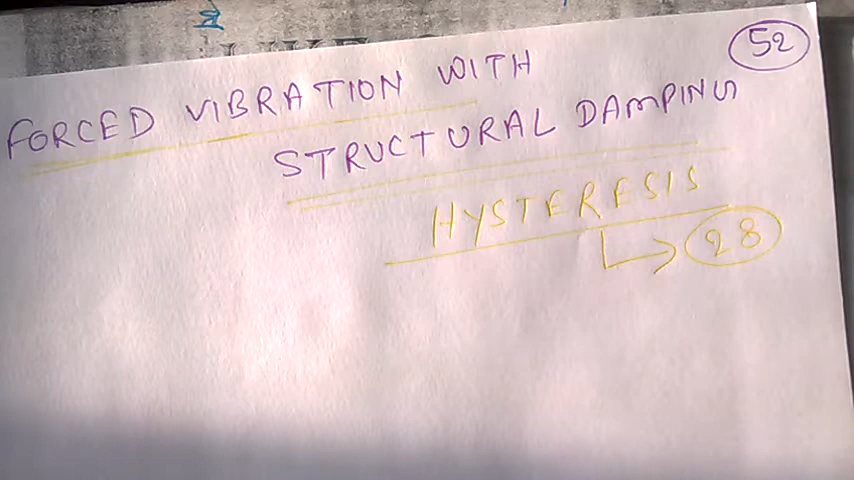 52
FORCED VIBRATION WITH
STRUCTURAL DAMPING
HYSTERESIS
28